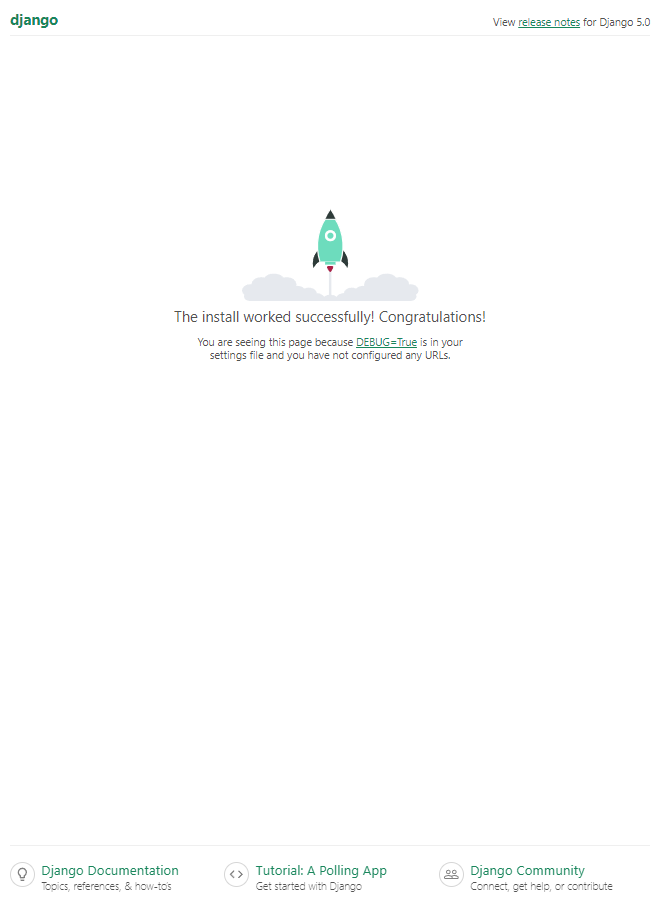 django
View release notes for Django 5.0
The install worked successfully! Congratulations!
You are seeing this page because DEBUG=True is in your
settings file and you have not configured any URLs.
Django Documentation
Topics, references, & how-to's
Tutorial: A Polling App
Get started with Django
Django Community
Connect, get help, or contribute